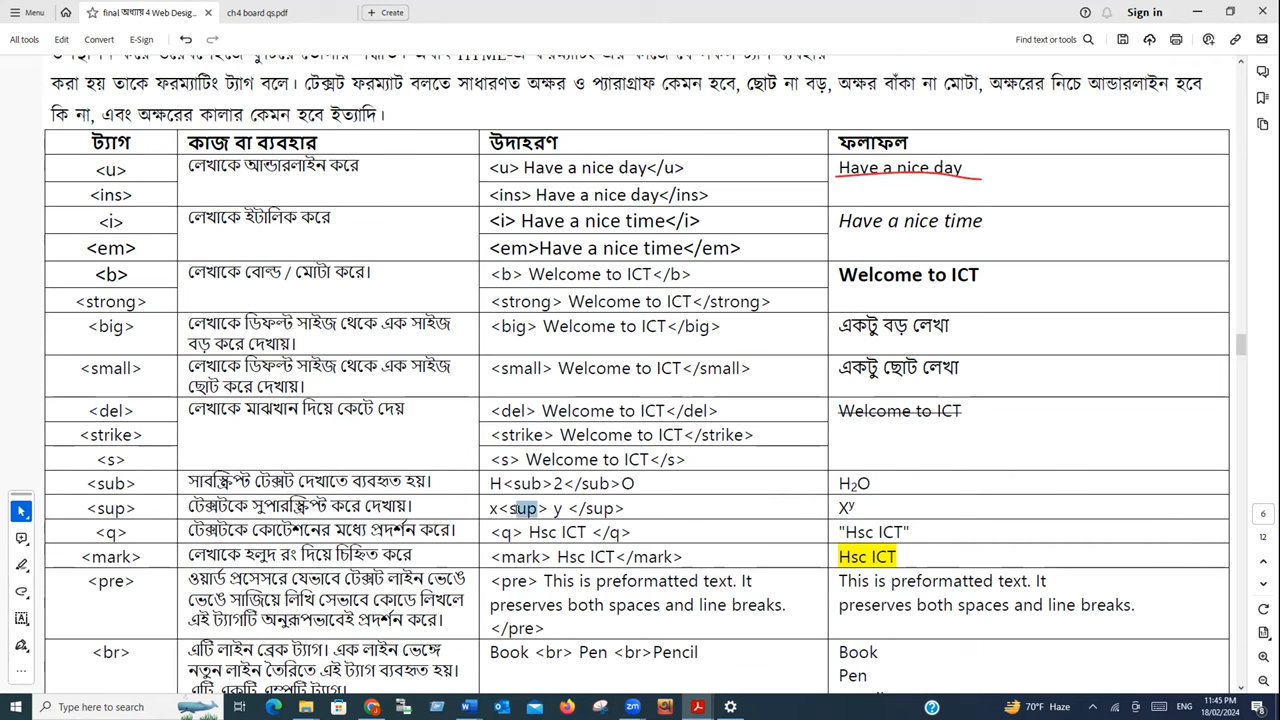 Menu
final অধ্যায় 4 Web Desig...
ch4 board qs.pdf
Create
Sign in
All tools Edit Convert E-Sign
Find text or tools
করা হয় তাকে ফরম্যাটিং ট্যাগ বলে। টেক্সট ফরম্যাট বলতে সাধারণত অক্ষর ও প্যারাগ্রাফ কেমন হবে, ছোট না বড়, অক্ষর বাঁকা না মোটা, অক্ষরের নিচে আন্ডারলাইন হবে
কি না, এবং অক্ষরের কালার কেমন হবে ইত্যাদি।
ট্যাগ কাজ বা ব্যবহার উদাহরণ ফলাফল
<u> লেখাকে আন্ডারলাইন করে <u> Have a nice day</u> Have a nice day
<ins> <ins> Have a nice day</ins>
<i> লেখাকে ইটালিক করে <i> Have a nice time</i> Have a nice time
<em> <em>Have a nice time</em>
<b> লেখাকে বোল্ড / মোটা করে। <b> Welcome to ICT</b> Welcome to ICT
<strong> <strong> Welcome to ICT</strong>
<big> লেখাকে ডিফল্ট সাইজ থেকে এক সাইজ <big> Welcome to ICT</big> একটু বড় লেখা
বড় করে দেখায়।
<small> লেখাকে ডিফল্ট সাইজ থেকে এক সাইজ <small> Welcome to ICT</small> একটু ছোট লেখা
ছোট করে দেখায়।
<del> লেখাকে মাঝখান দিয়ে কেটে দেয় <del> Welcome to ICT</del> Welcome to ICT
<strike> <strike> Welcome to ICT</strike>
<s> <s> Welcome to ICT</s>
<sub> সাবস্ক্রিপ্ট টেক্সট দেখাতে ব্যবহৃত হয়। H<sub>2</sub>O H₂O
<sup> টেক্সটকে সুপারস্ক্রিপ্ট করে দেখায়। x<sup> y </sup> Xʸ
<q> টেক্সটকে কোটেশনের মধ্যে প্রদর্শন করে। <q> Hsc ICT </q> "Hsc ICT"
<mark> লেখাকে হলুদ রং দিয়ে চিহ্নিত করে <mark> Hsc ICT</mark> Hsc ICT
<pre> ওয়ার্ড প্রসেসরে যেভাবে টেক্সট লাইন ভেঙে <pre> This is preformatted text. It This is preformatted text. It
ভেঙে সাজিয়ে লিখি সেভাবে কোডে লিখলে preserves both spaces and line breaks. preserves both spaces and line breaks.
এই ট্যাগটি অনুরূপভাবেই প্রদর্শন করে। </pre>
<br> এটি লাইন ব্রেক ট্যাগ। এক লাইন ভেঙ্গে Book <br> Pen <br>Pencil Book
নতুন লাইন তৈরিতে এই ট্যাগ ব্যবহৃত হয়। Pen
এটি একটি এম্পটি ট্যাগ।
6
12
Type here to search
70°F Haze
ENG
11:45 PM
18/02/2024